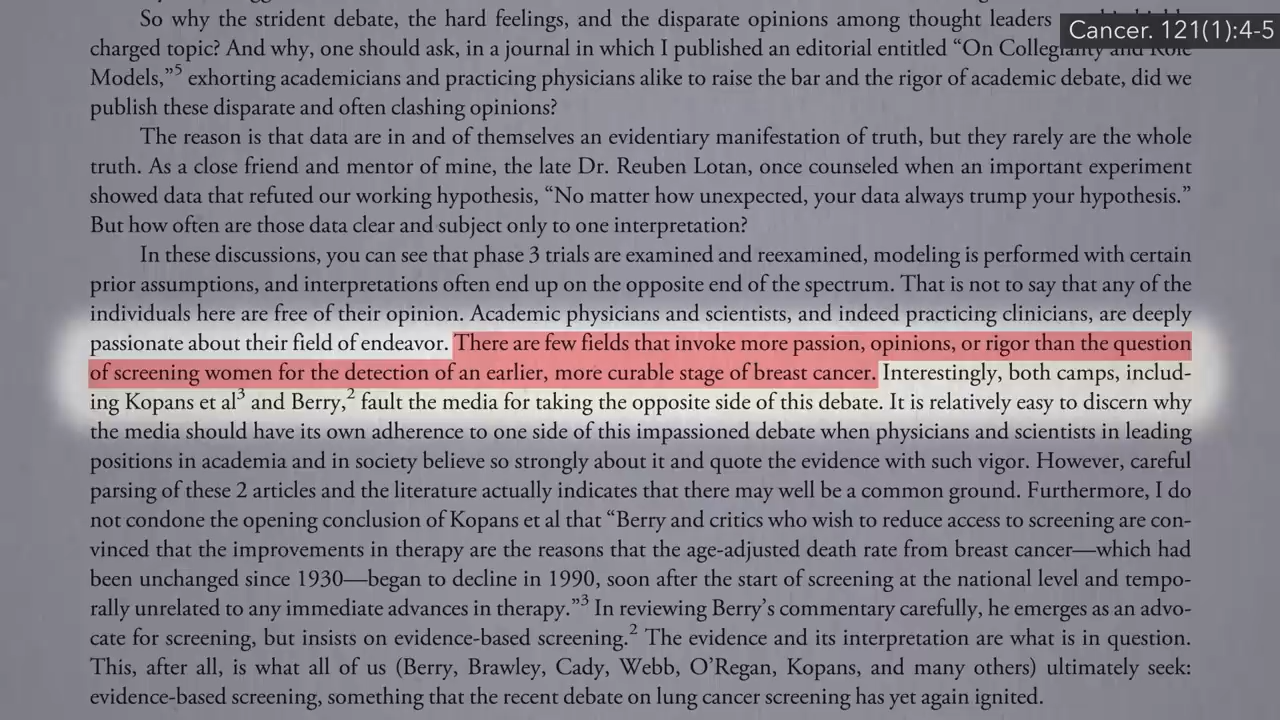 So why the strident debate, the hard feelings, and the disparate opinions among thought leaders
Cancer. 121(1):4-5
charged topic? And why, one should ask, in a journal in which I published an editorial entitled “On Collegiality and Role
Models,”5 exhorting academicians and practicing physicians alike to raise the bar and the rigor of academic debate, did we
publish these disparate and often clashing opinions?
The reason is that data are in and of themselves an evidentiary manifestation of truth, but they rarely are the whole
truth. As a close friend and mentor of mine, the late Dr. Reuben Lotan, once counseled when an important experiment
showed data that refuted our working hypothesis, “No matter how unexpected, your data always trump your hypothesis.”
But how often are those data clear and subject only to one interpretation?
In these discussions, you can see that phase 3 trials are examined and reexamined, modeling is performed with certain
prior assumptions, and interpretations often end up on the opposite end of the spectrum. That is not to say that any of the
individuals here are free of their opinion. Academic physicians and scientists, and indeed practicing clinicians, are deeply
passionate about their field of endeavor. There are few fields that invoke more passion, opinions, or rigor than the question
of screening women for the detection of an earlier, more curable stage of breast cancer. Interestingly, both camps, includ-
ing Kopans et al3 and Berry,2 fault the media for taking the opposite side of this debate. It is relatively easy to discern why
the media should have its own adherence to one side of this impassioned debate when physicians and scientists in leading
positions in academia and in society believe so strongly about it and quote the evidence with such vigor. However, careful
parsing of these 2 articles and the literature actually indicates that there may well be a common ground. Furthermore, I do
not condone the opening conclusion of Kopans et al that “Berry and critics who wish to reduce access to screening are con-
vinced that the improvements in therapy are the reasons that the age-adjusted death rate from breast cancer—which had
been unchanged since 1930—began to decline in 1990, soon after the start of screening at the national level and tempo-
rally unrelated to any immediate advances in therapy.”3 In reviewing Berry’s commentary carefully, he emerges as an advo-
cate for screening, but insists on evidence-based screening.2 The evidence and its interpretation are what is in question.
This, after all, is what all of us (Berry, Brawley, Cady, Webb, O’Regan, Kopans, and many others) ultimately seek:
evidence-based screening, something that the recent debate on lung cancer screening has yet again ignited.